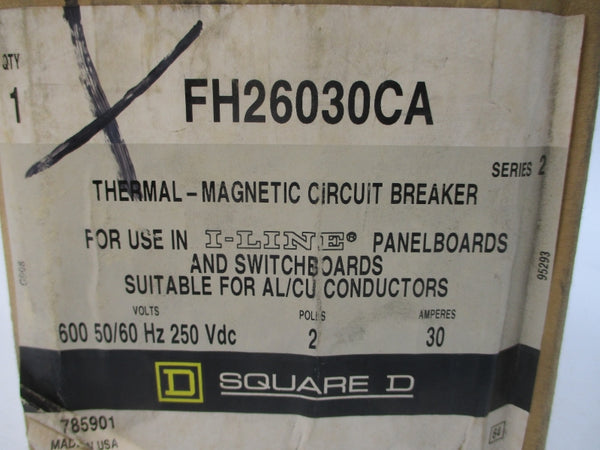 QTY
1
FH26030CA
SERIES 2
THERMAL-MAGNETIC CIRCUIT BREAKER
FOR USE IN I-LINE® PANELBOARDS
AND SWITCHBOARDS
SUITABLE FOR AL/CU CONDUCTORS
VOLTS POLES AMPERES
600 50/60 Hz 250 Vdc 2 30
95293
D SQUARE D
785901
MADE IN USA